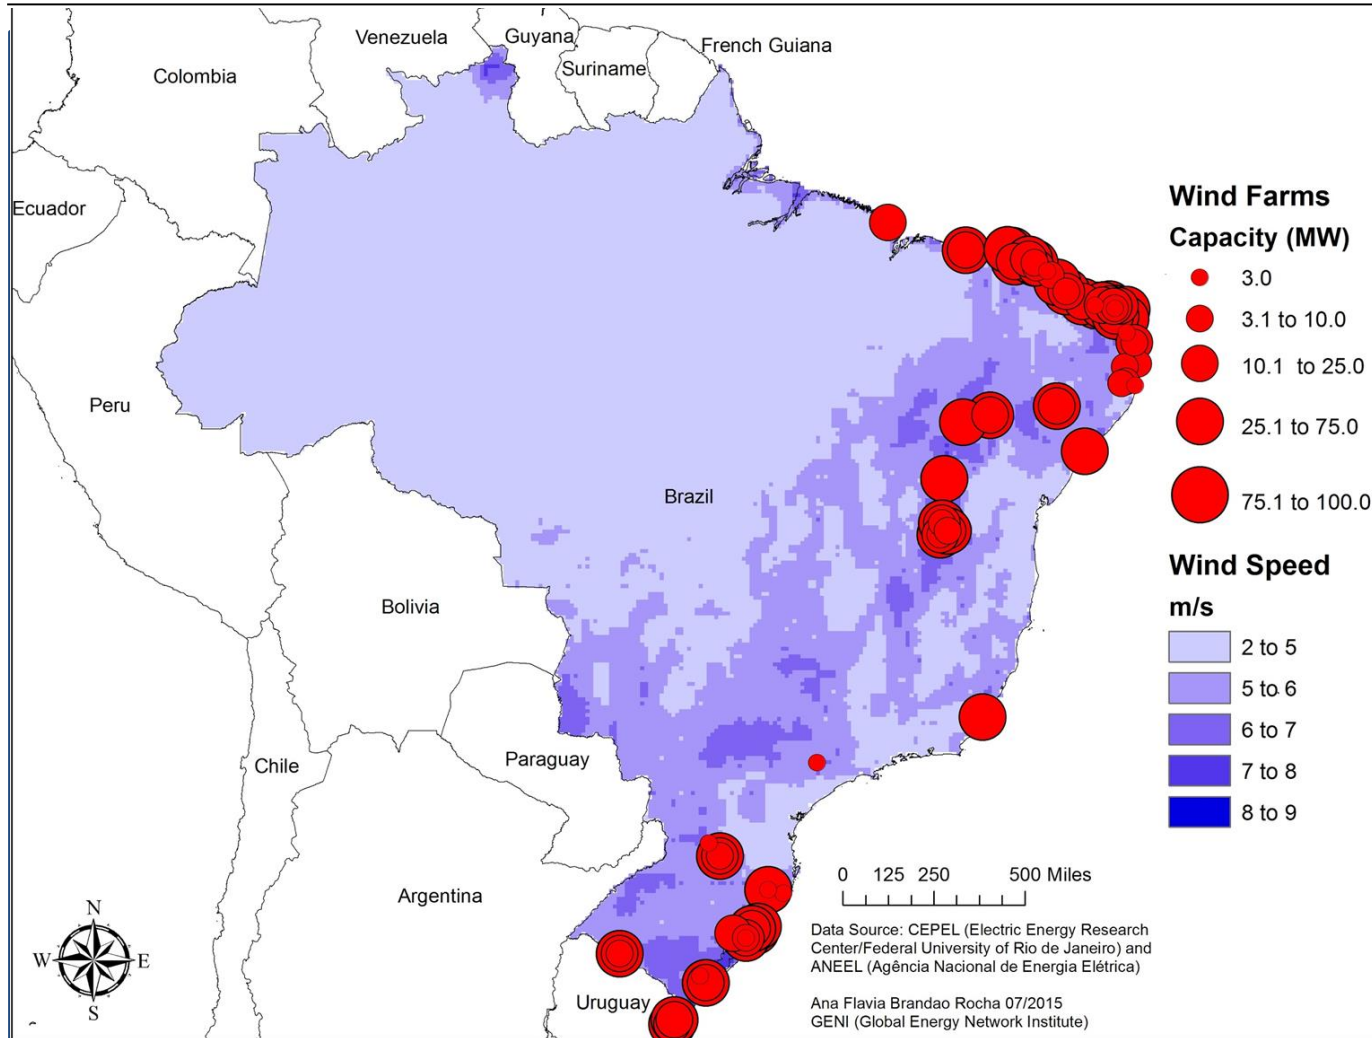 Venezuela
Guyana
French Guiana
Suriname
Colombia
Ecuador
Peru
Brazil
Bolivia
Paraguay
Chile
Argentina
Uruguay
N
W E
S
Wind Farms
Capacity (MW)
3.0
3.1 to 10.0
10.1 to 25.0
25.1 to 75.0
75.1 to 100.0
Wind Speed
m/s
2 to 5
5 to 6
6 to 7
7 to 8
8 to 9
0 125 250 500 Miles
Data Source: CEPEL (Electric Energy Research
Center/Federal University of Rio de Janeiro) and
ANEEL (Agência Nacional de Energia Elétrica)
Ana Flavia Brandao Rocha 07/2015
GENI (Global Energy Network Institute)